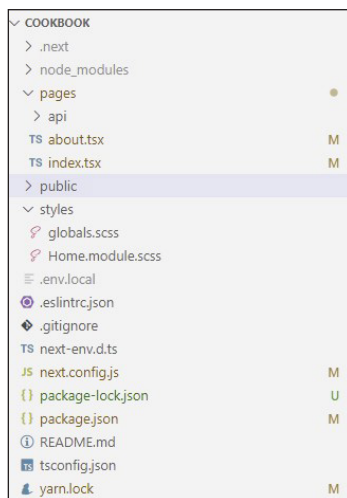 COOKBOOK
.next
node_modules
pages
api
TS about.tsx M
TS index.tsx M
public
styles
globals.scss
Home.module.scss
.env.local
.eslintrc.json
.gitignore
TS next-env.d.ts
JS next.config.js M
{} package-lock.json U
{} package.json M
README.md
TS tsconfig.json
yarn.lock M